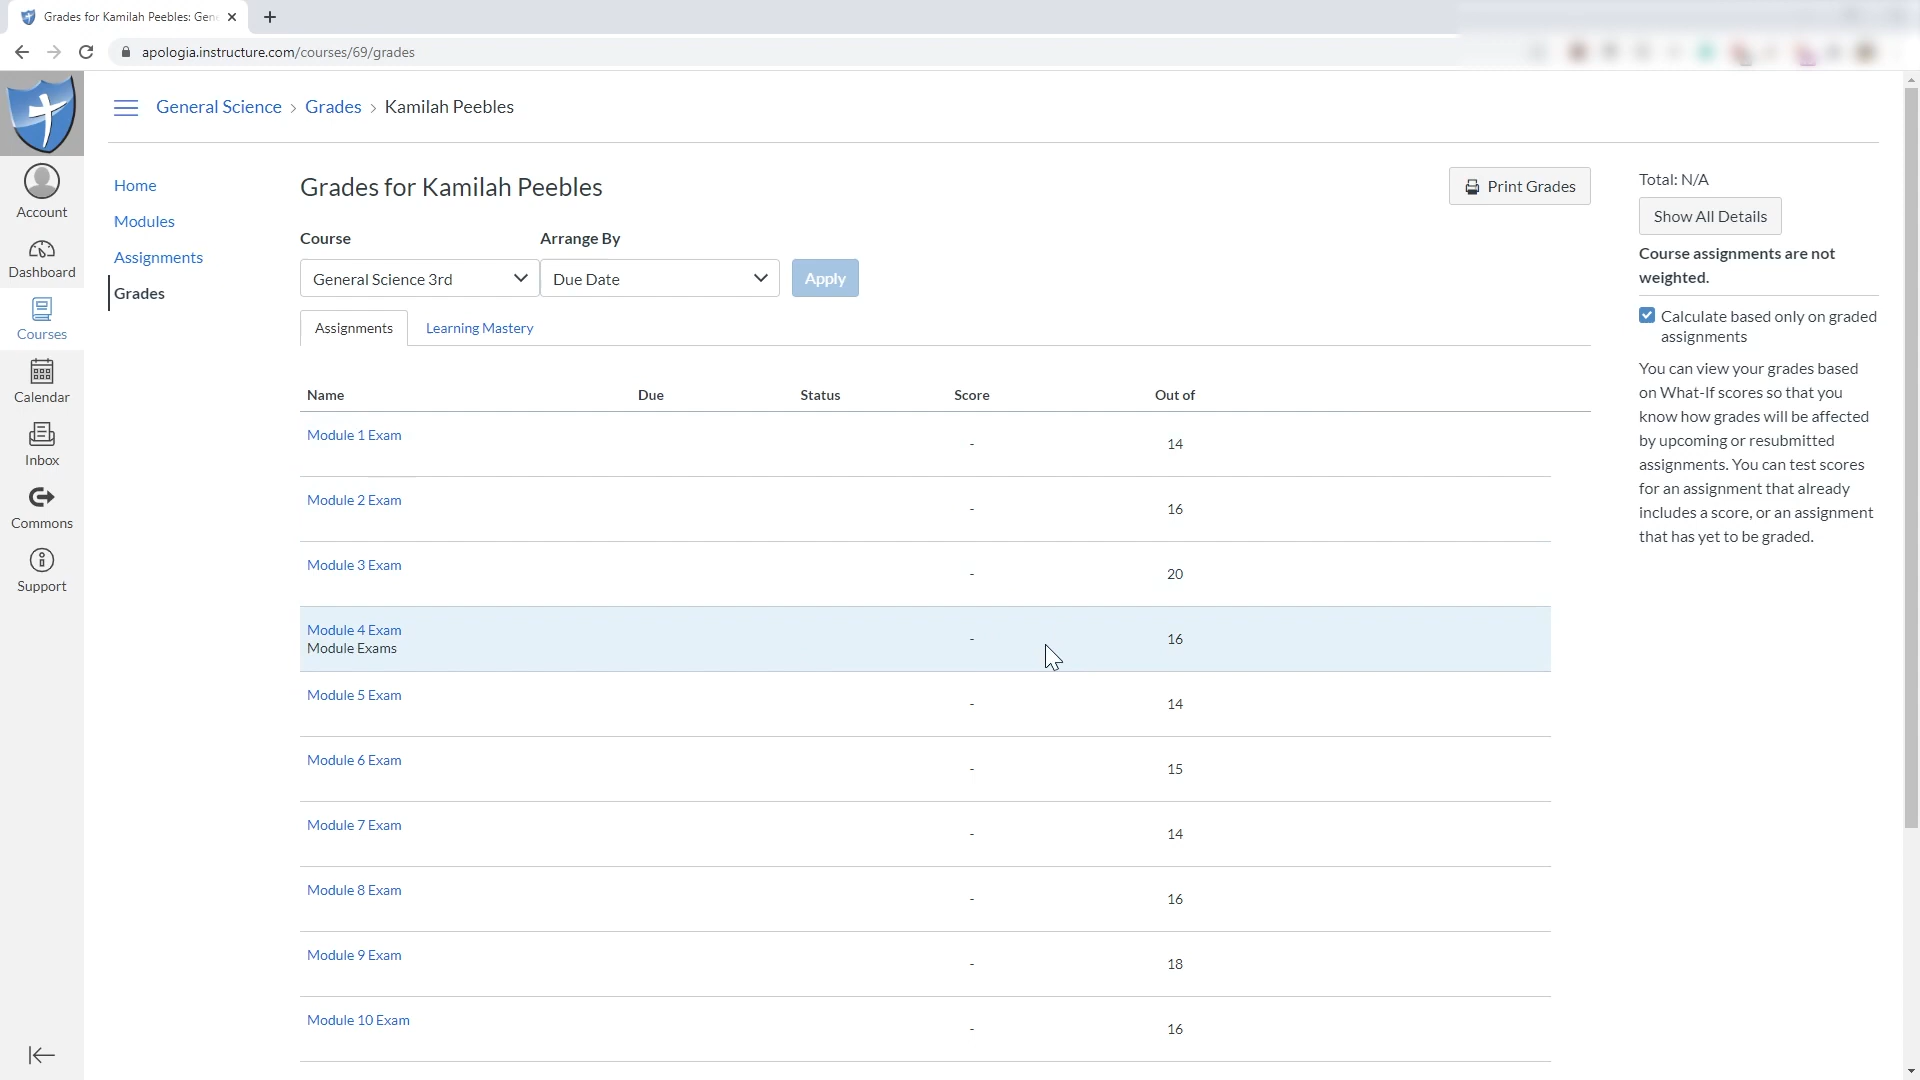 Grades for Kamilah Peebles: Gen
apologia.instructure.com/courses/69/grades
General Science > Grades > Kamilah Peebles
Account
Dashboard
Courses
Calendar
Inbox
Commons
Support
Home
Modules
Assignments
Grades
Grades for Kamilah Peebles
Print Grades
Course Arrange By
General Science 3rd Due Date Apply
Assignments Learning Mastery
Name Due Status Score Out of
Module 1 Exam - 14
Module 2 Exam - 16
Module 3 Exam - 20
Module 4 Exam - 16
Module Exams
Module 5 Exam - 14
Module 6 Exam - 15
Module 7 Exam - 14
Module 8 Exam - 16
Module 9 Exam - 18
Module 10 Exam - 16
Total: N/A
Show All Details
Course assignments are not
weighted.
Calculate based only on graded
assignments
You can view your grades based
on What-If scores so that you
know how grades will be affected
by upcoming or resubmitted
assignments. You can test scores
for an assignment that already
includes a score, or an assignment
that has yet to be graded.